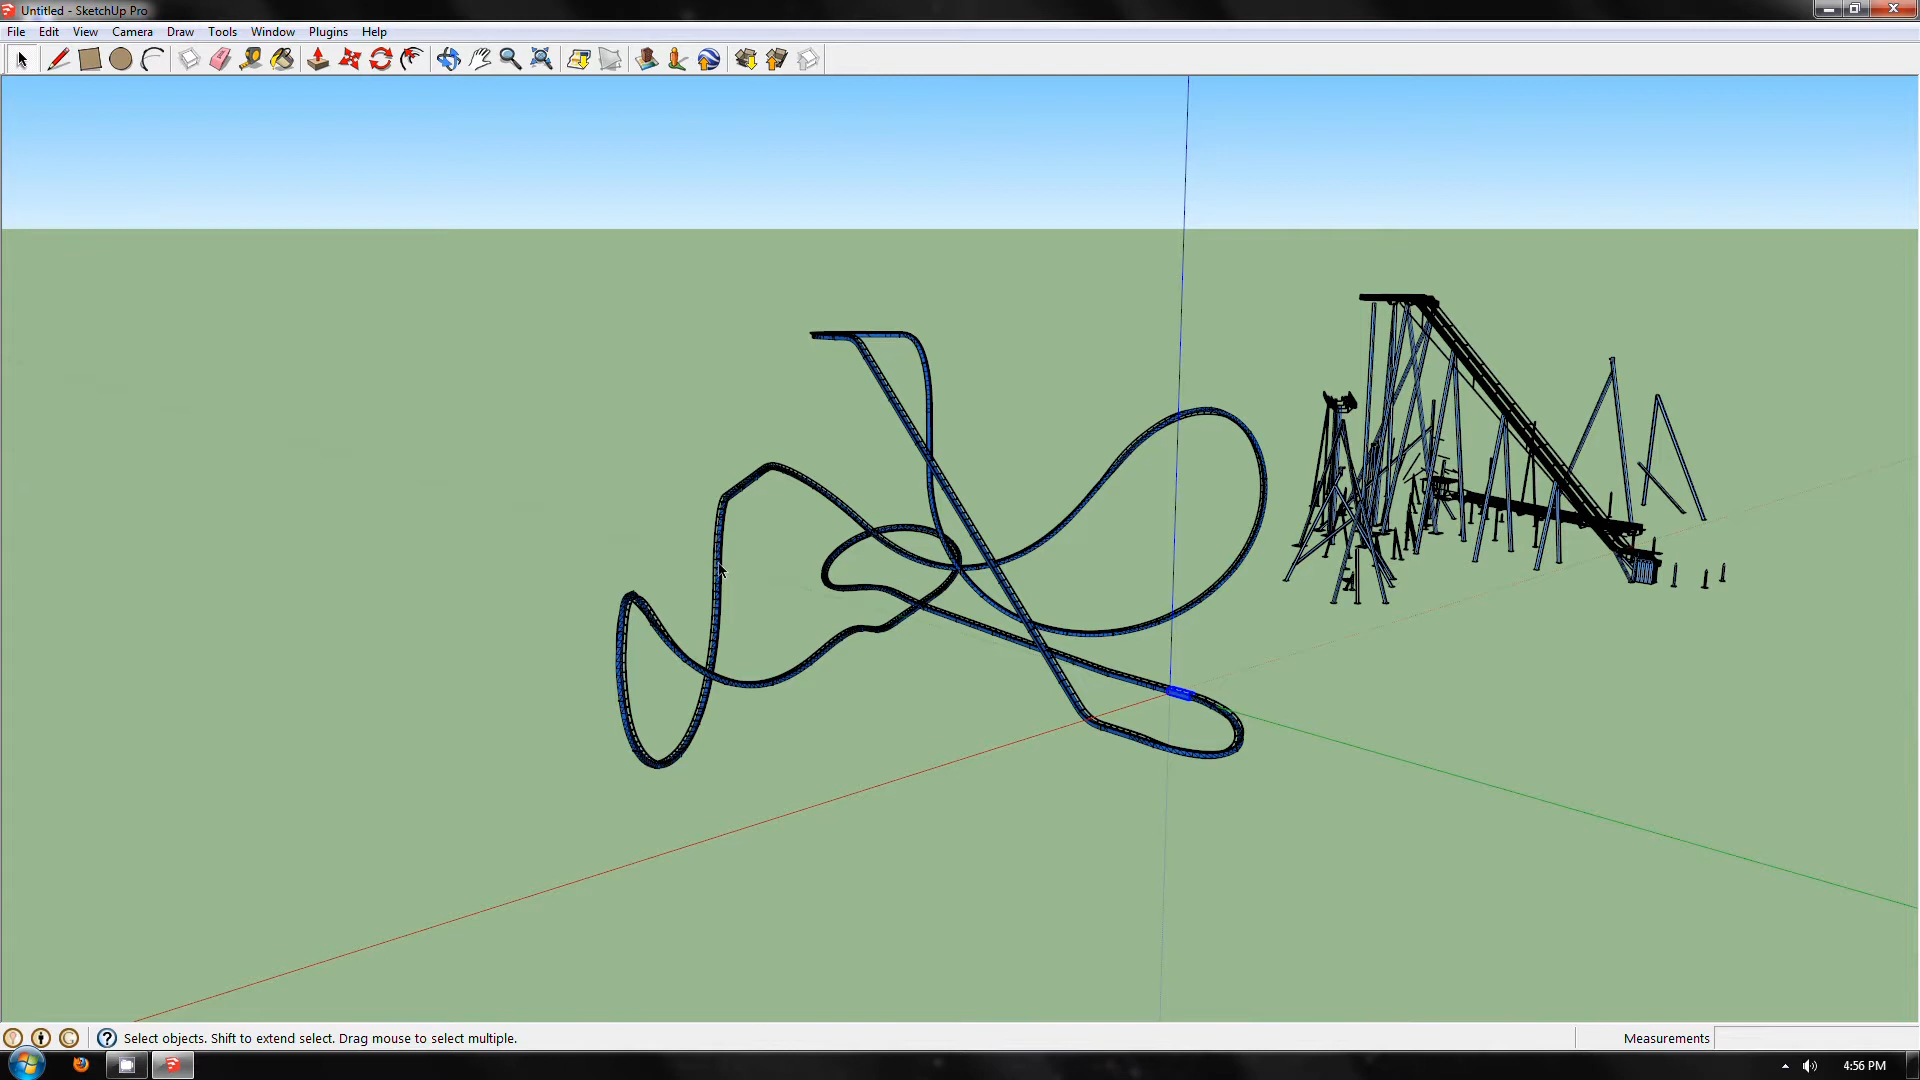 Untitled - SketchUp Pro
File Edit View Camera Draw Tools Window Plugins Help
Select objects. Shift to extend select. Drag mouse to select multiple.
Measurements
4:56 PM